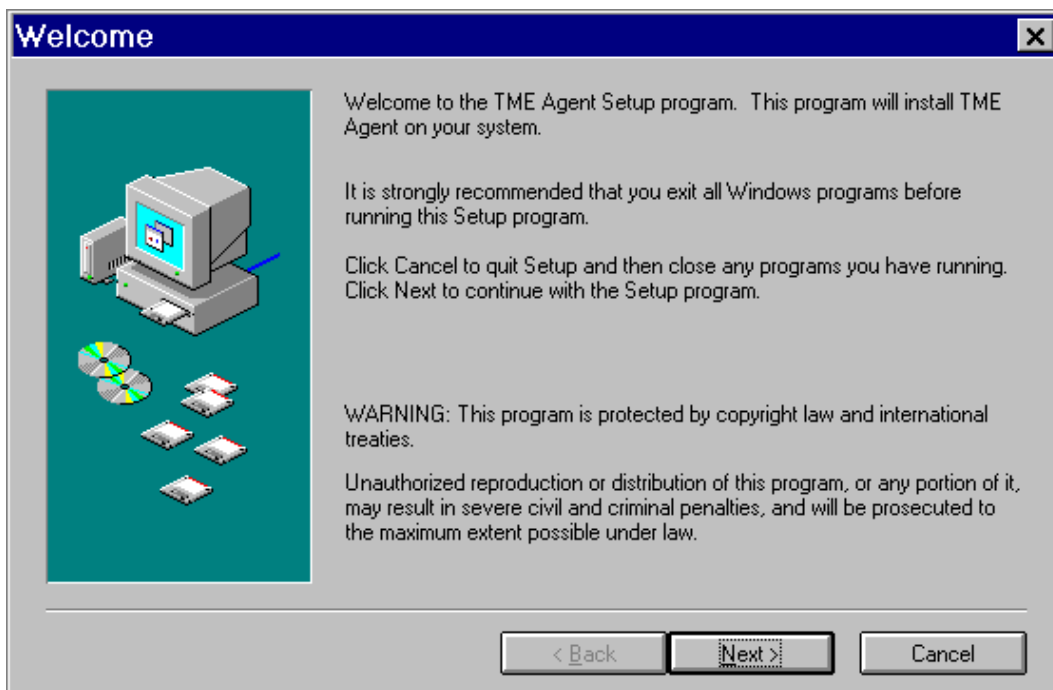 Welcome
Welcome to the TME Agent Setup program.  This program will install TME
Agent on your system.
It is strongly recommended that you exit all Windows programs before
running this Setup program.
Click Cancel to quit Setup and then close any programs you have running.
Click Next to continue with the Setup program.
WARNING: This program is protected by copyright law and international
treaties.
Unauthorized reproduction or distribution of this program, or any portion of it,
may result in severe civil and criminal penalties, and will be prosecuted to
the maximum extent possible under law.
< Back Next > Cancel